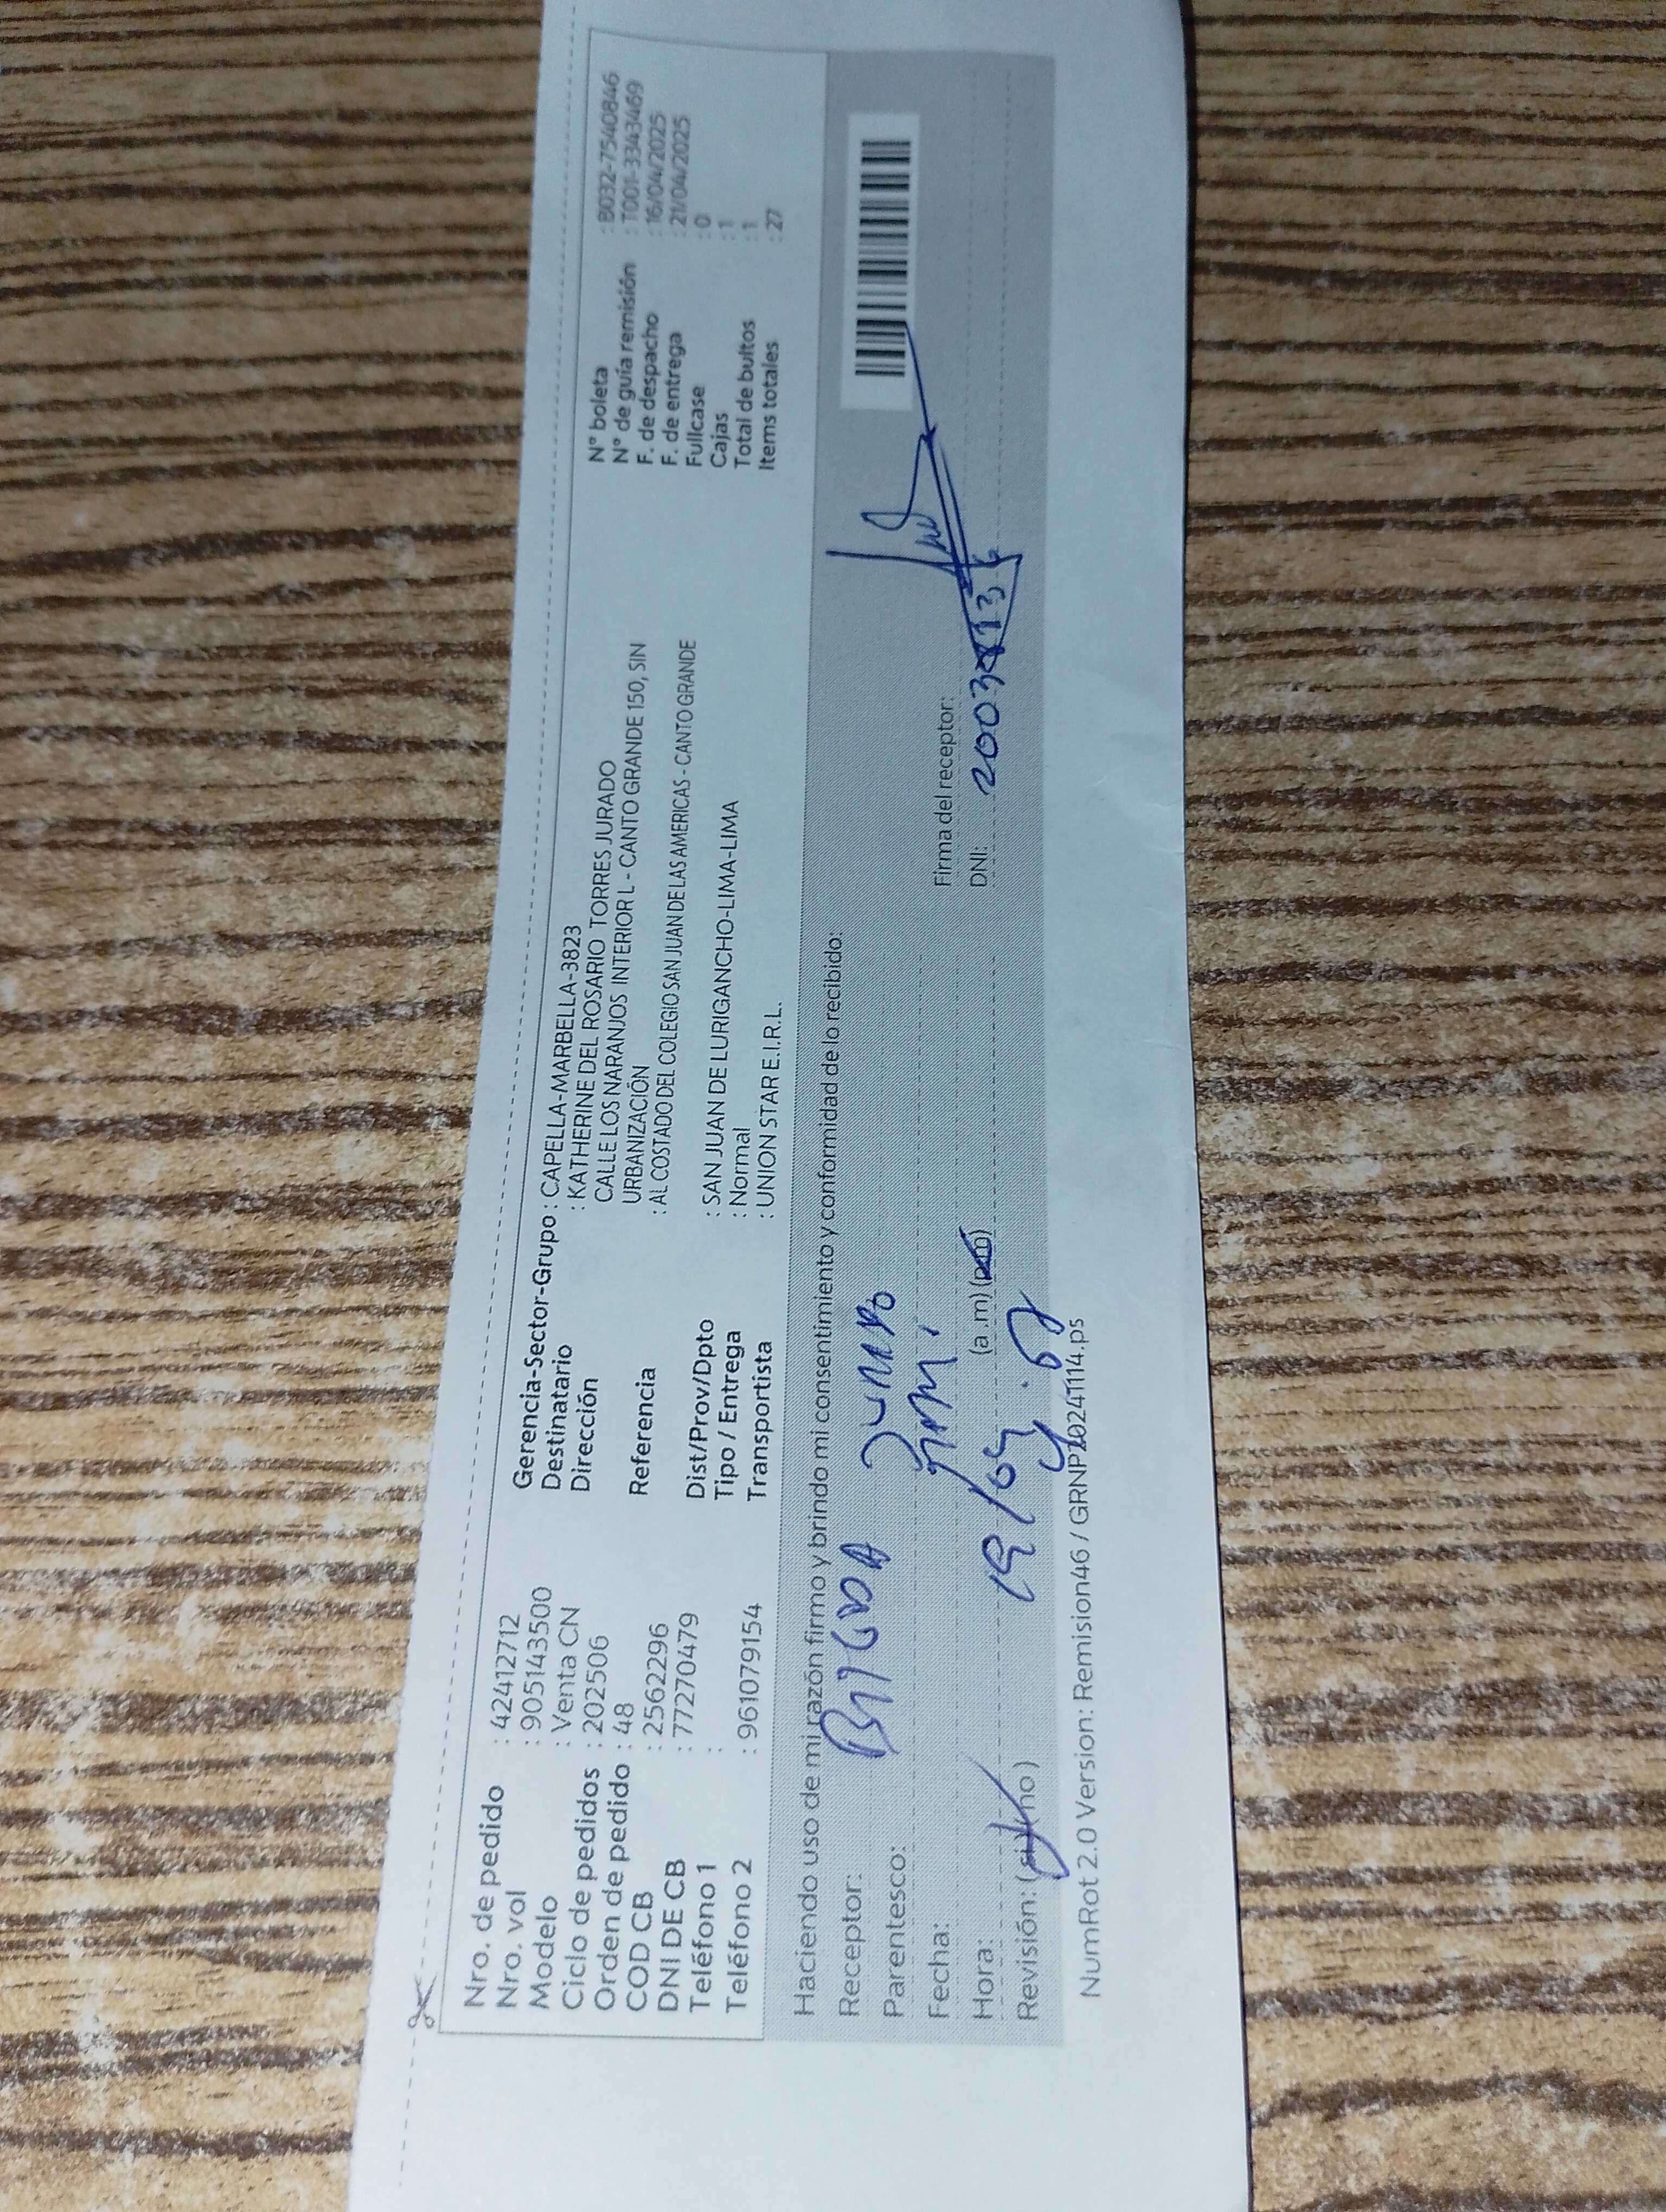 Nro. de pedido : 42412712
Nro. vol : 905143500
Modelo : Venta CN
Ciclo de pedidos : 202506
Orden de pedido : 48
COD CB : 2562296
DNI DE CB : 77270479
Teléfono 1 :
Teléfono 2 : 961079154
Gerencia-Sector-Grupo : CAPELLA-MARBELLA-3823
Destinatario : KATHERINE DEL ROSARIO TORRES JURADO
Dirección CALLE LOS NARANJOS INTERIOR L - CANTO GRANDE 150, SIN
URBANIZACIÓN
Referencia : AL COSTADO DEL COLEGIO SAN JUAN DE LAS AMERICAS - CANTO GRANDE
Dist/Prov/Dpto : SAN JUAN DE LURIGANCHO-LIMA-LIMA
Tipo / Entrega : Normal
Transportista : UNION STAR E.I.R.L.
N° boleta : B032-7540846
N° de guía remisión : T001-33443469
F. de despacho : 16/04/2025
F. de entrega : 21/04/2025
Fullcase : 0
Cajas : 1
Total de bultos : 1
Items totales : 27
Haciendo uso de mi razón firmo y brindo mi consentimiento y conformidad de lo recibido:
Receptor:
Parentesco:
Fecha: 19/04
Hora: (a .m) (p.m)
Revisión: (si) (no)
Firma del receptor:
DNI:
NumRot 2.0 Version: Remision46 / GRNP20241114.ps